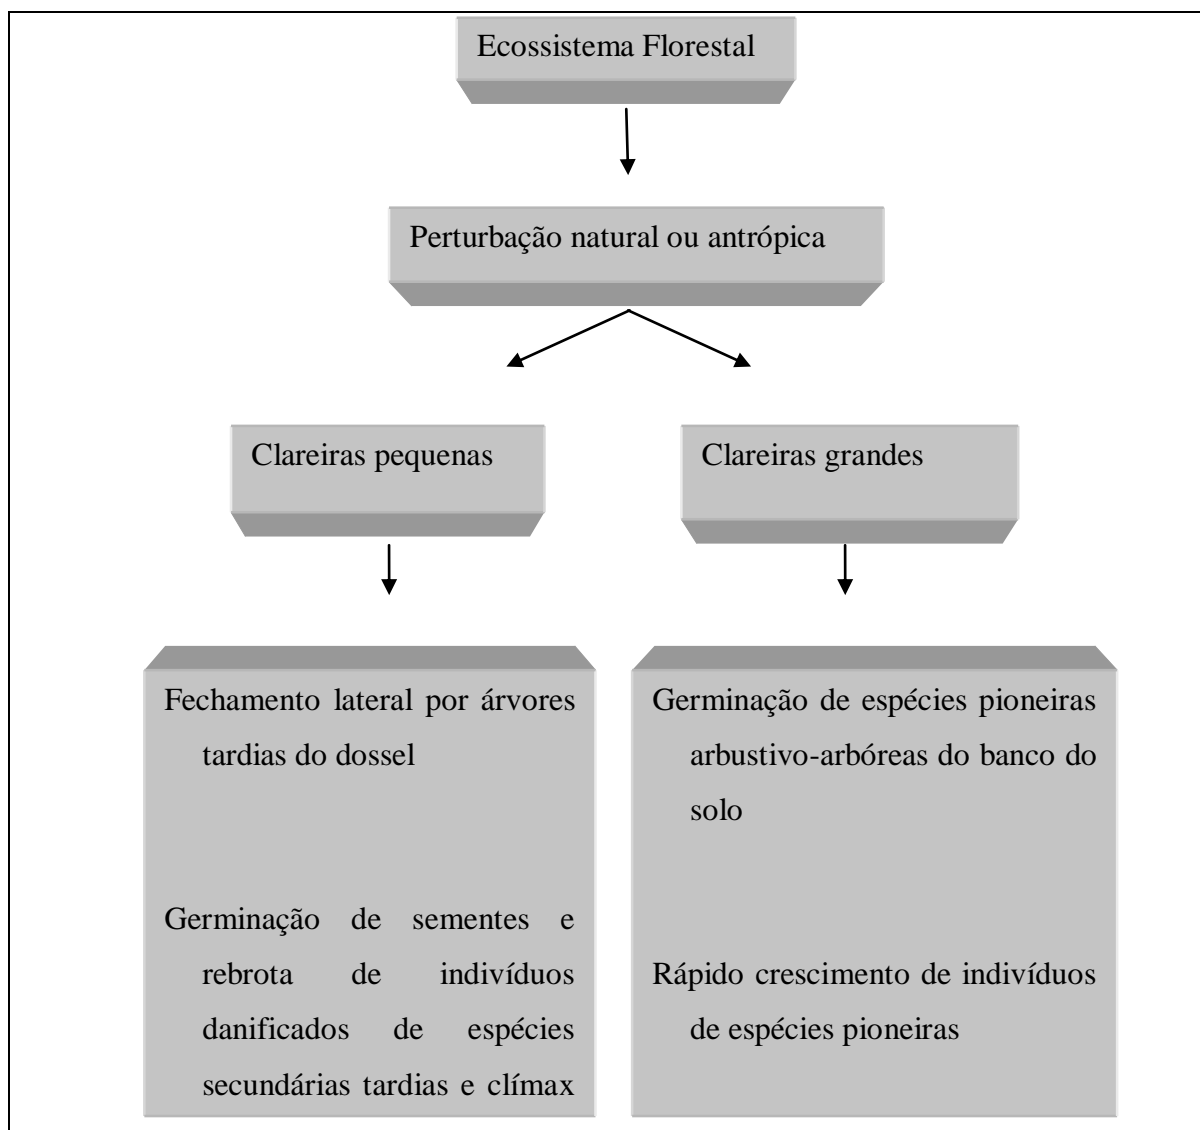 Ecossistema Florestal
Perturbação natural ou antrópica
Clareiras pequenas
Clareiras grandes
Fechamento lateral por árvores
tardias do dossel
Germinação de sementes e
rebrota de indivíduos
danificados de espécies
secundárias tardias e clímax
Germinação de espécies pioneiras
arbustivo-arbóreas do banco do
solo
Rápido crescimento de indivíduos
de espécies pioneiras